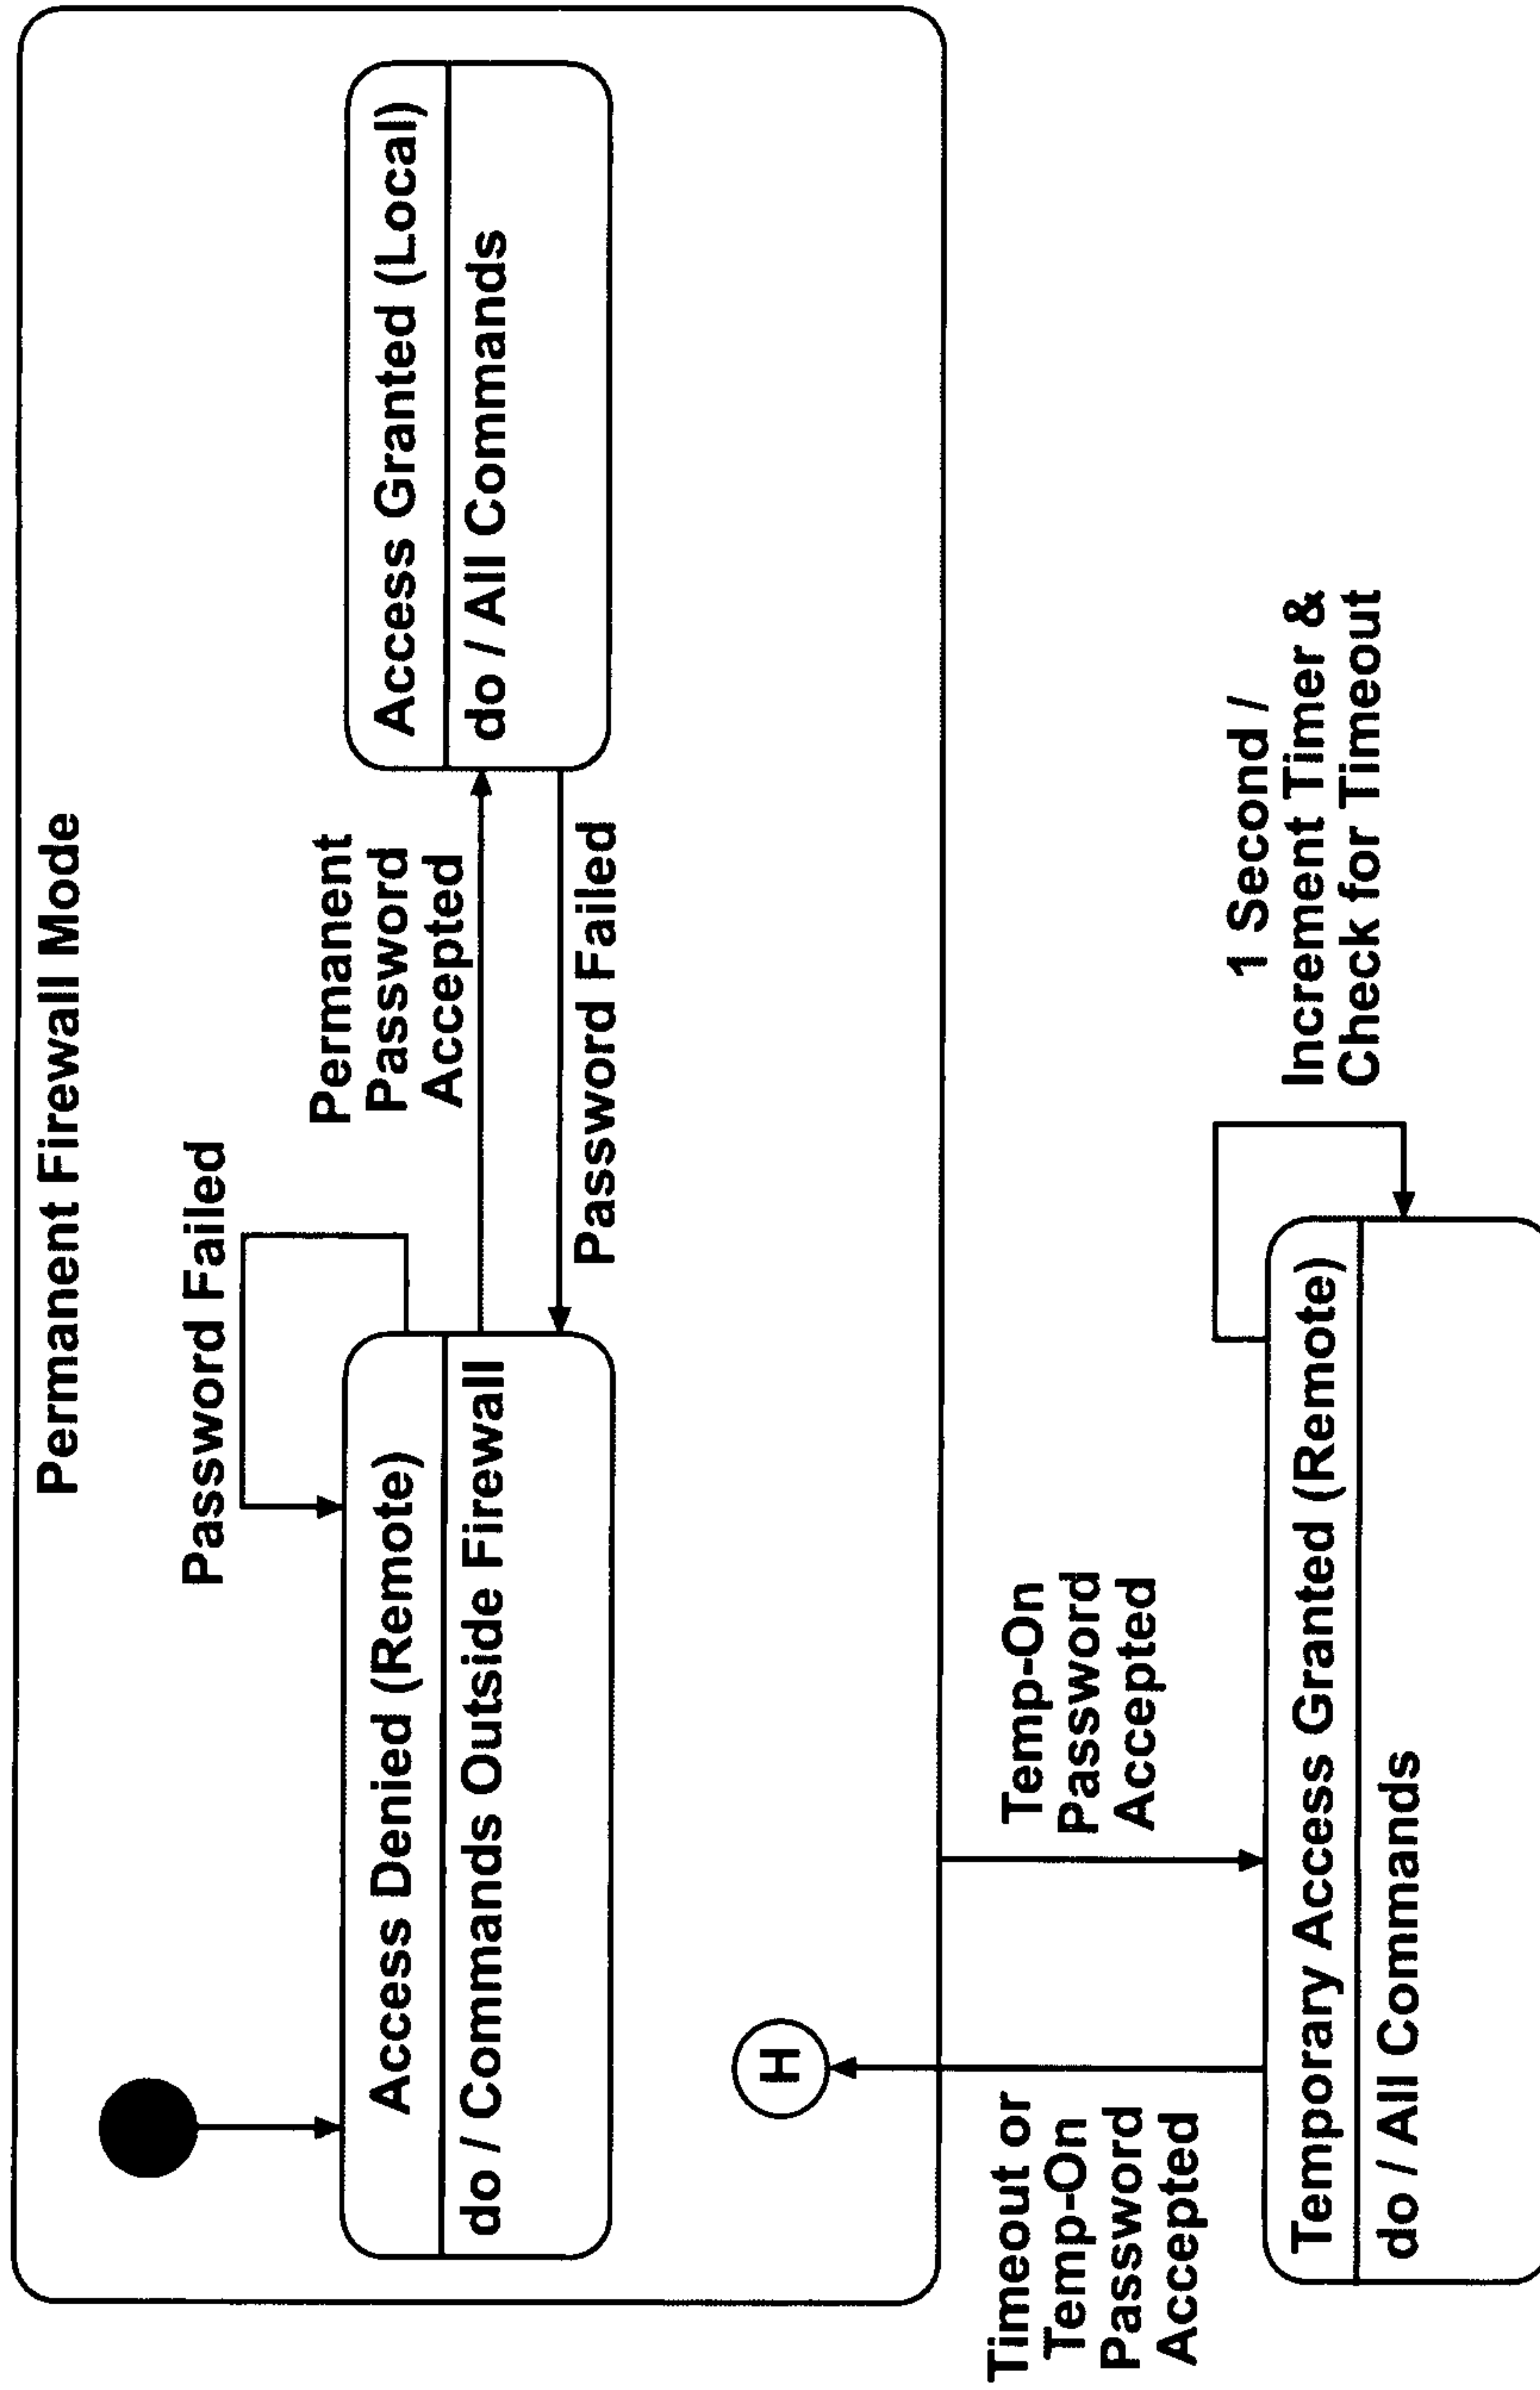 Permanent Firewall Mode
Password Failed
Access Denied (Remote)
do / Commands Outside Firewall
Permanent
Password
Accepted
Password Failed
Access Granted (Local)
do / All Commands
H
Timeout or
Temp-On
Password
Accepted
Temp-On
Password
Accepted
Temporary Access Granted (Remote)
do / All Commands
1 Second /
Increment Timer &
Check for Timeout